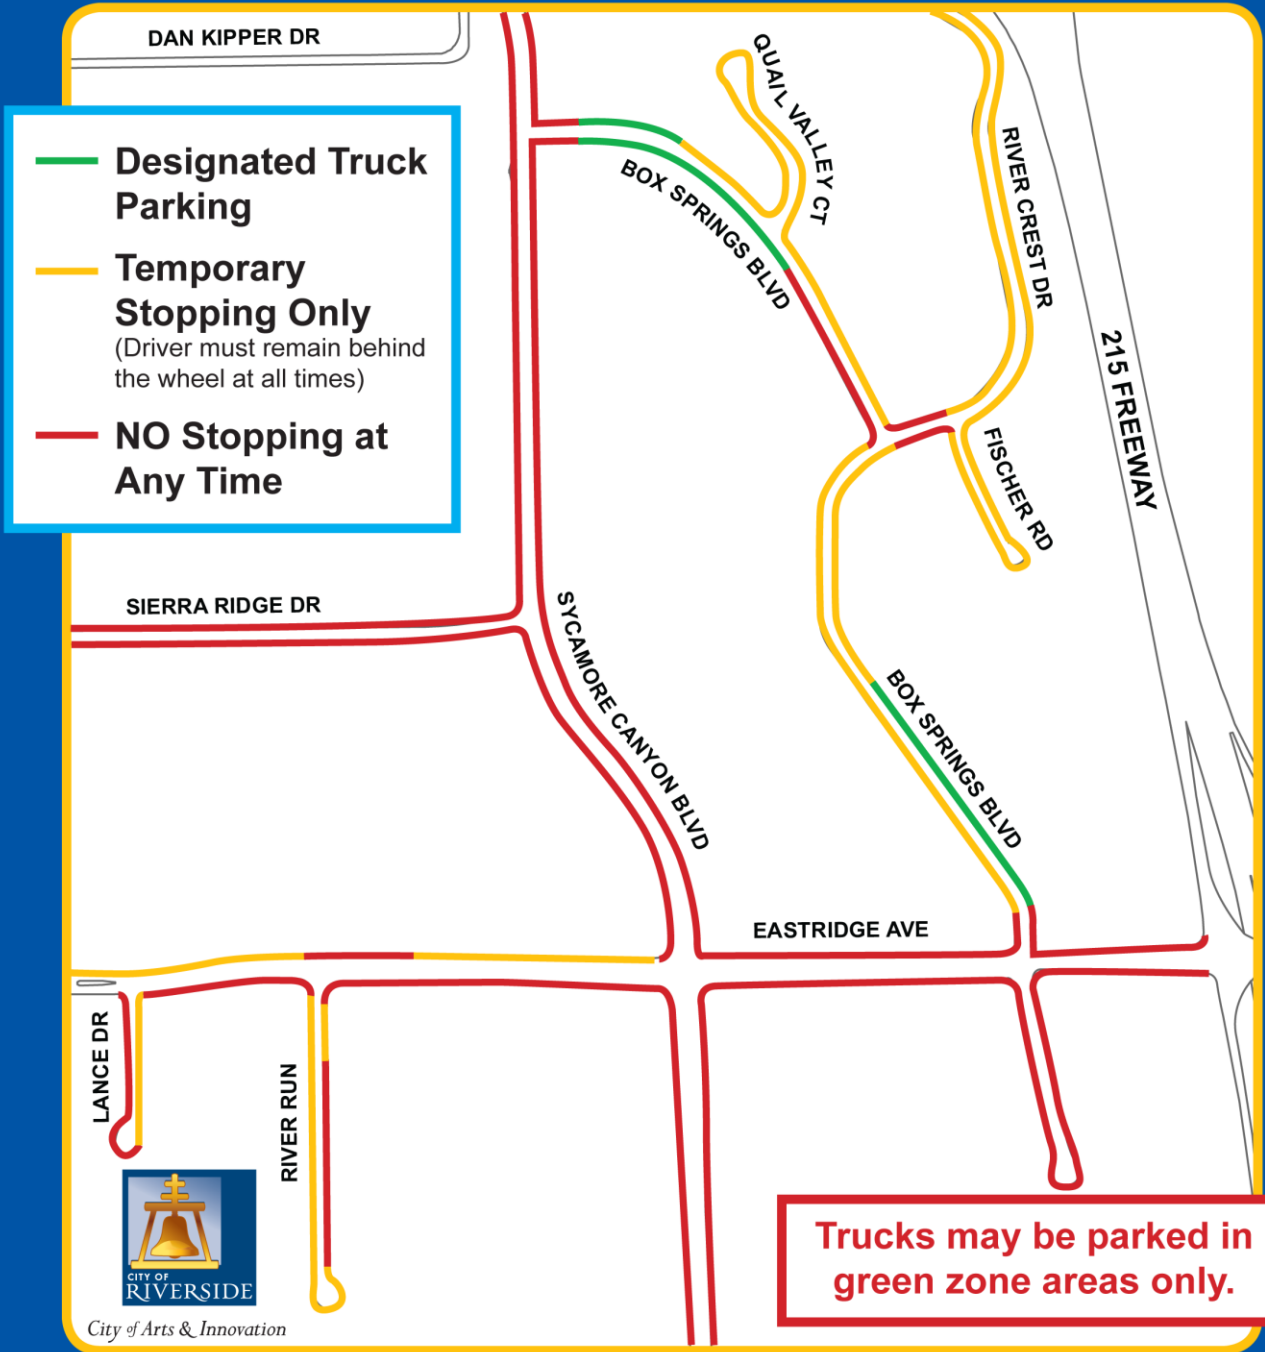 DAN KIPPER DR
Designated Truck
Parking
Temporary
Stopping Only
(Driver must remain behind
the wheel at all times)
NO Stopping at
Any Time
QUAIL VALLEY CT
BOX SPRINGS BLVD
RIVER CREST DR
215 FREEWAY
FISCHER RD
SIERRA RIDGE DR
SYCAMORE CANYON BLVD
BOX SPRINGS BLVD
EASTRIDGE AVE
LANCE DR
RIVER RUN
CITY OF
RIVERSIDE
City of Arts & Innovation
Trucks may be parked in
green zone areas only.